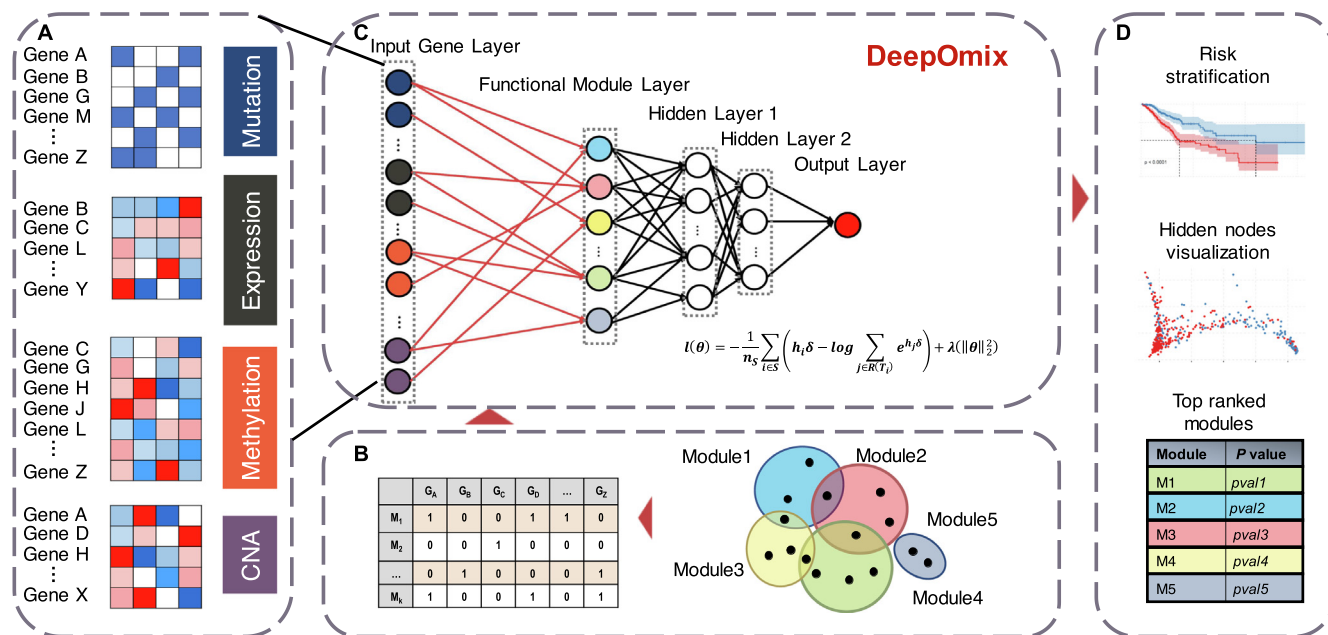 A
Gene A
Gene B
Gene G
Gene M
⋮
Gene Z
Mutation
Gene B
Gene C
Gene L
⋮
Gene Y
Expression
Gene C
Gene G
Gene H
Gene J
Gene L
⋮
Gene Z
Methylation
Gene A
Gene D
Gene H
⋮
Gene X
CNA
C
Input Gene Layer
DeepOmix
Functional Module Layer
Hidden Layer 1
Hidden Layer 2
Output Layer
l(θ) = −1/n_S ∑_{i∈S} (h_iδ − log ∑_{j∈R(T_i)} e^{h_jδ}) + λ(‖θ‖₂²)
B
G_A G_B G_C G_D … G_Z
M_1 1 0 0 1 1 0
M_2 0 0 1 0 0 0
… 0 1 0 0 0 1
M_k 1 0 0 1 0 1
Module1
Module2
Module5
Module3
Module4
D
Risk
stratification
p < 0.0001
Hidden nodes
visualization
Top ranked
modules
Module P value
M1 pval1
M2 pval2
M3 pval3
M4 pval4
M5 pval5